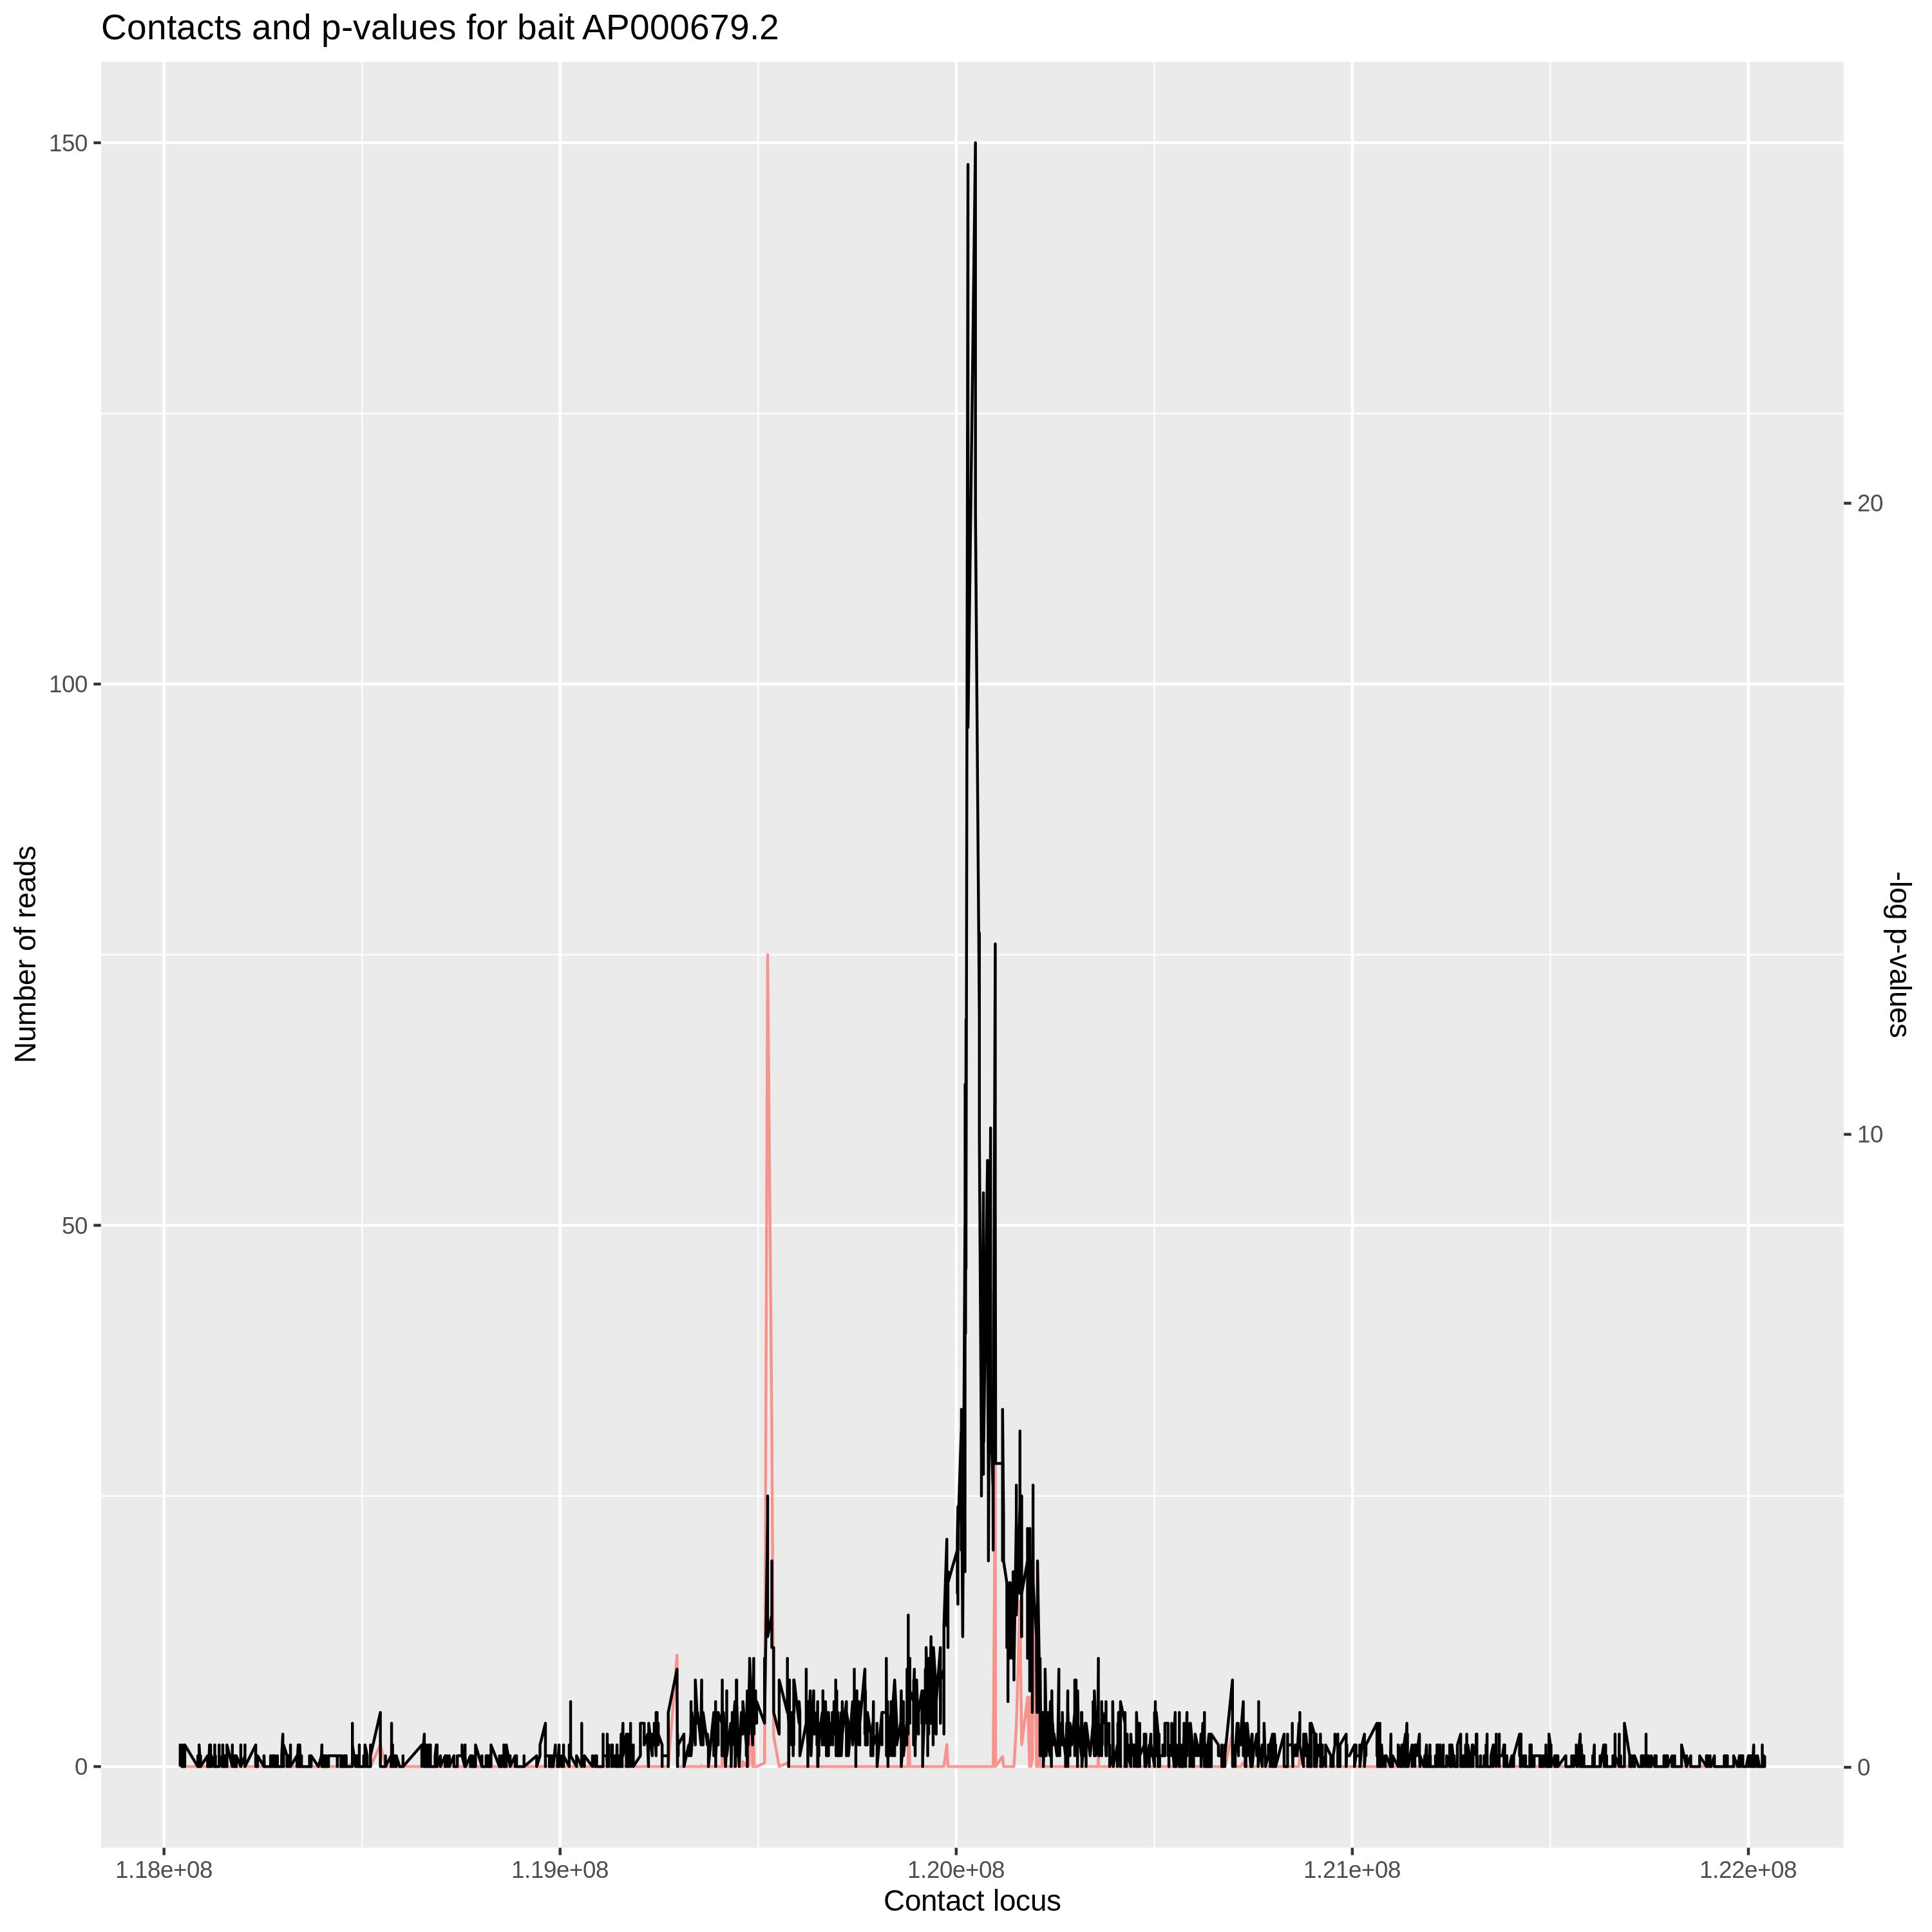 Contacts and p-values for bait AP000679.2
150
100
50
0
Number of reads
20
10
0
-log p-values
1.18e+08
1.19e+08
1.20e+08
1.21e+08
1.22e+08
Contact locus